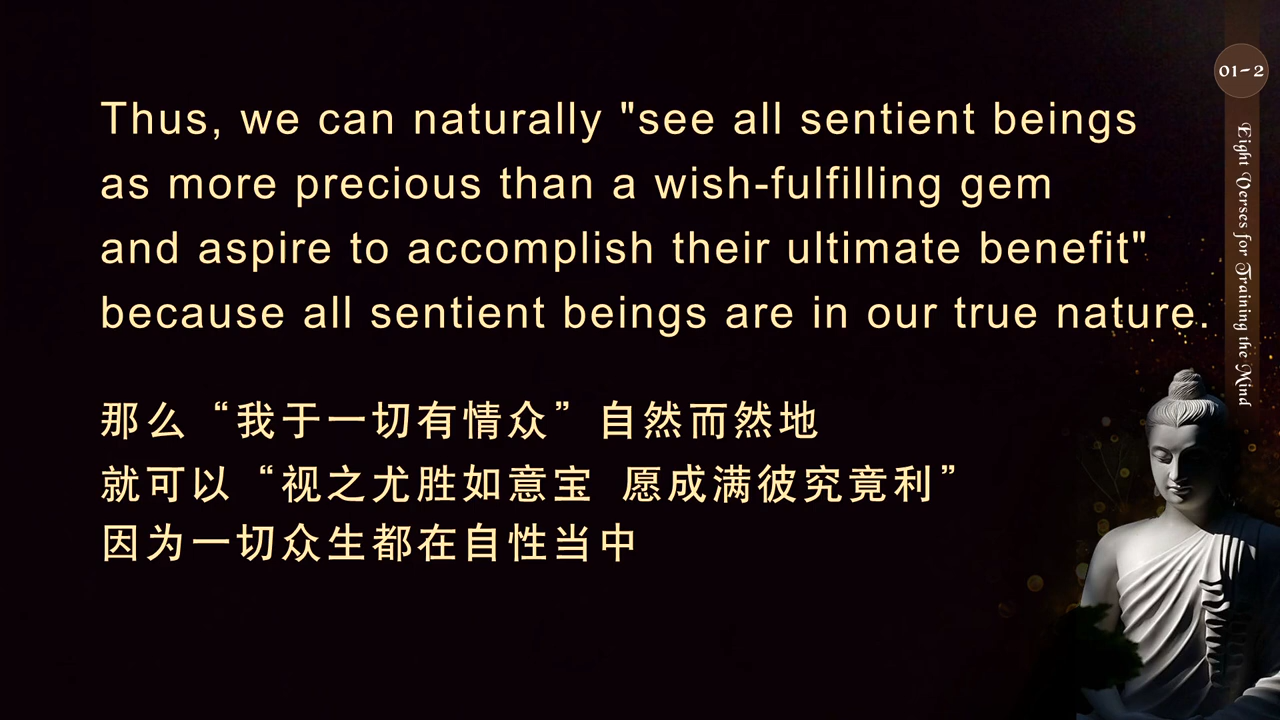 Thus, we can naturally "see all sentient beings
as more precious than a wish-fulfilling gem
and aspire to accomplish their ultimate benefit"
because all sentient beings are in our true nature.
那么“我于一切有情众”自然而然地
就可以“视之尤胜如意宝 愿成满彼究竟利”
因为一切众生都在自性当中
01-2
Eight Verses for Training the Mind